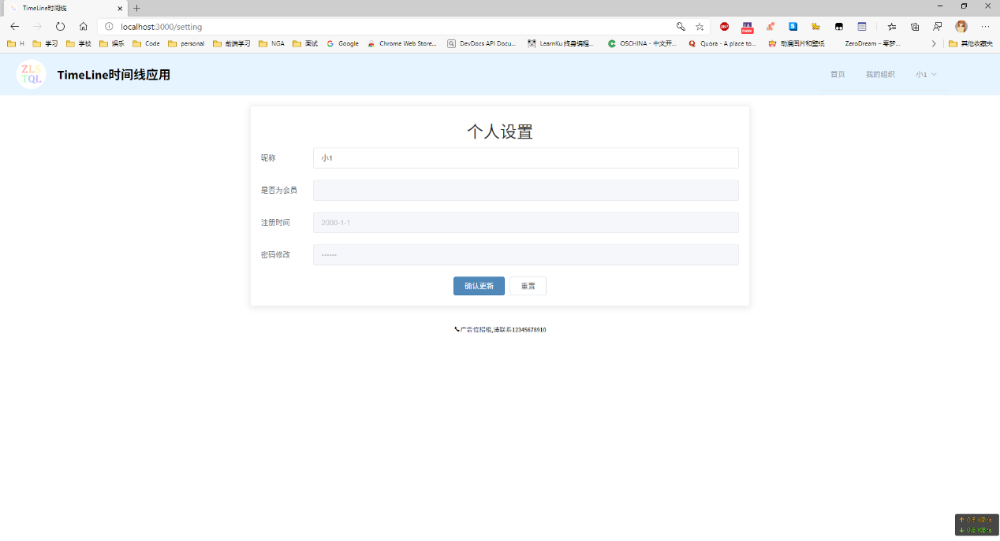 TimeLine时间线
localhost:3000/setting
ABP
new
H 学习 学校 娱乐 Code personal 前端学习 NGA 面试 Google Chrome Web Store... DevDocs API Docu... LearnKu 终身编程... OSCHINA - 中文开... Quora - A place to... 动漫图片和壁纸 ZeroDream – 零梦... 其他收藏夹
ZLS
TQL
TimeLine时间线应用
首页 我的组织 小1
个人设置
昵称 小1
是否为会员
注册时间 2000-1-1
密码修改 ------
确认更新 重置
广告位招租,请联系12345678910
↑ 0.5 KB/s
↓ 0.8 KB/s